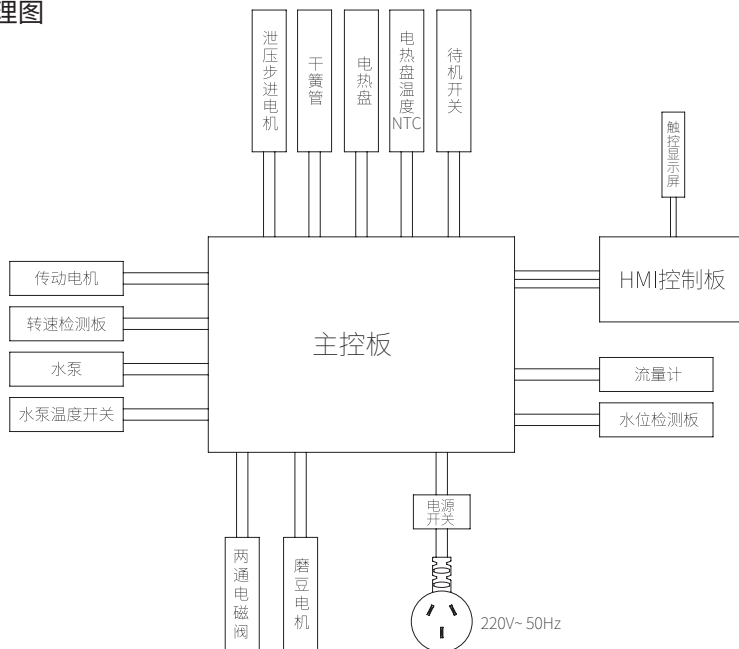 理图
泄压步进电机
干簧管
电热盘
电热盘温度NTC
待机开关
触控显示屏
传动电机
转速检测板
水泵
水泵温度开关
主控板
HMI控制板
流量计
水位检测板
电源
开关
两通电磁阀
磨豆电机
220V~ 50Hz